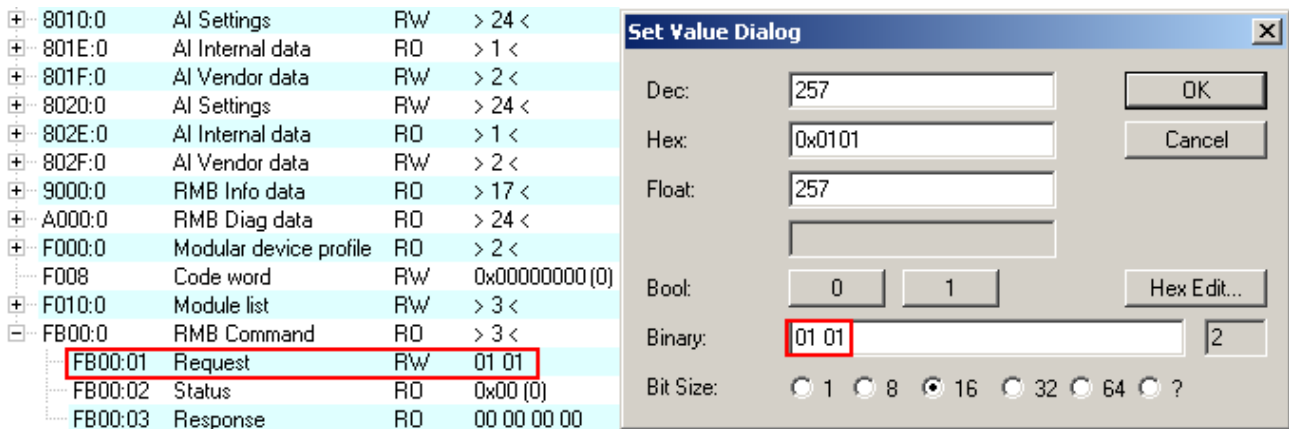 8010:0 AI Settings RW > 24 <
801E:0 AI Internal data RO > 1 <
801F:0 AI Vendor data RW > 2 <
8020:0 AI Settings RW > 24 <
802E:0 AI Internal data RO > 1 <
802F:0 AI Vendor data RW > 2 <
9000:0 RMB Info data RO > 17 <
A000:0 RMB Diag data RO > 24 <
F000:0 Modular device profile RO > 2 <
F008 Code word RW 0x00000000 (0)
F010:0 Module list RW > 3 <
FB00:0 RMB Command RO > 3 <
FB00:01 Request RW 01 01
FB00:02 Status RO 0x00 (0)
FB00:03 Response RO 00 00 00 00
Set Value Dialog
Dec: 257 OK
Hex: 0x0101 Cancel
Float: 257
Bool: 0 1 Hex Edit...
Binary: 01 01 2
Bit Size: 1 8 16 32 64 ?